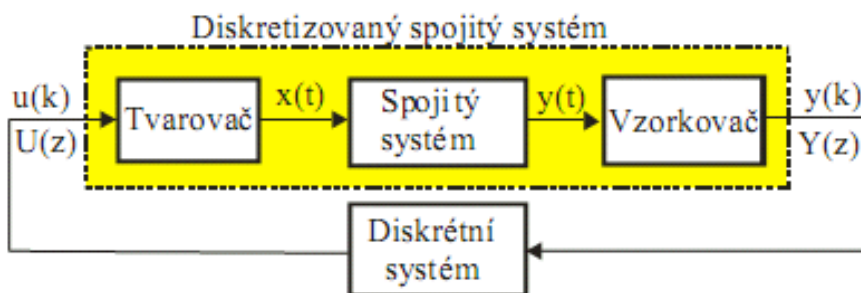 Diskretizovaný spojitý systém
u(k)
U(z)
Tvarovač
x(t)
Spojitý
systém
y(t)
Vzorkovač
y(k)
Y(z)
Diskrétní
systém